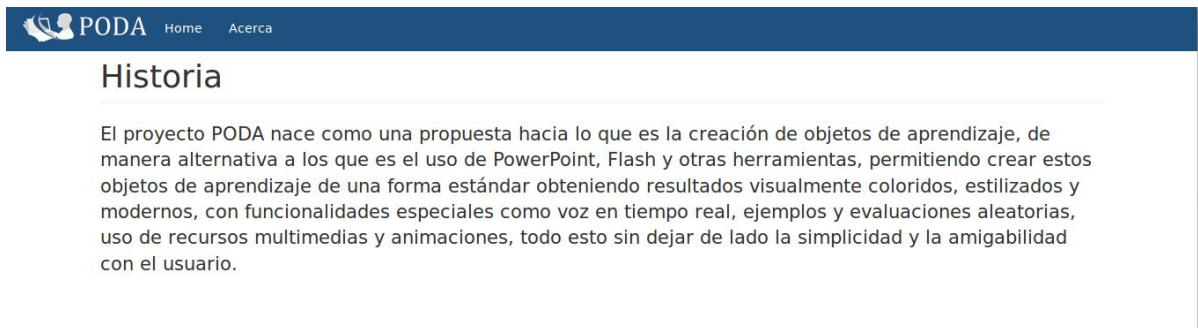 PODA Home Acerca
Historia
El proyecto PODA nace como una propuesta hacia lo que es la creación de objetos de aprendizaje, de
manera alternativa a los que es el uso de PowerPoint, Flash y otras herramientas, permitiendo crear estos
objetos de aprendizaje de una forma estándar obteniendo resultados visualmente coloridos, estilizados y
modernos, con funcionalidades especiales como voz en tiempo real, ejemplos y evaluaciones aleatorias,
uso de recursos multimedias y animaciones, todo esto sin dejar de lado la simplicidad y la amigabilidad
con el usuario.